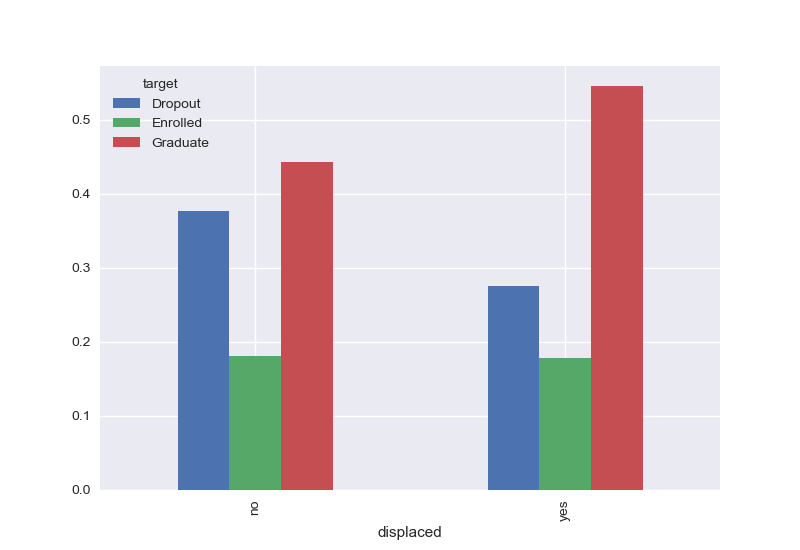 target
Dropout
Enrolled
Graduate
0.5
0.4
0.3
0.2
0.1
0.0
no
yes
displaced